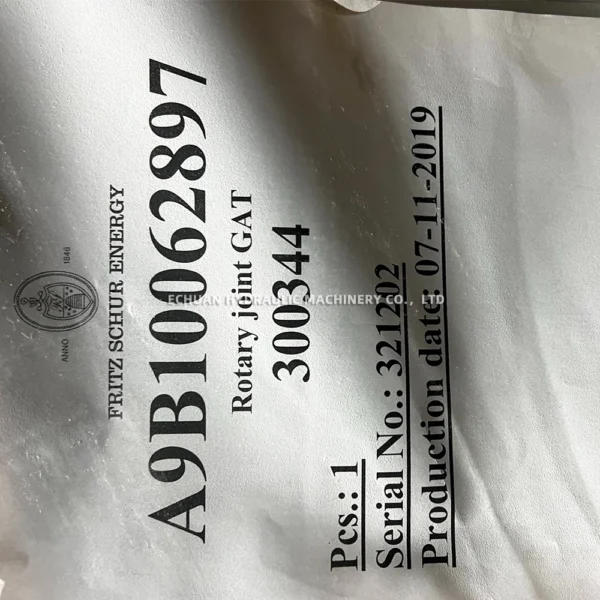 ANNO 1846
FRITZ SCHUR ENERGY
A9B10062897
Rotary joint GAT
300344
Pcs.: 1
Serial No.: 321202
Production date: 07-11-2019
ECHUAN HYDRAULIC MACHINERY CO., LTD